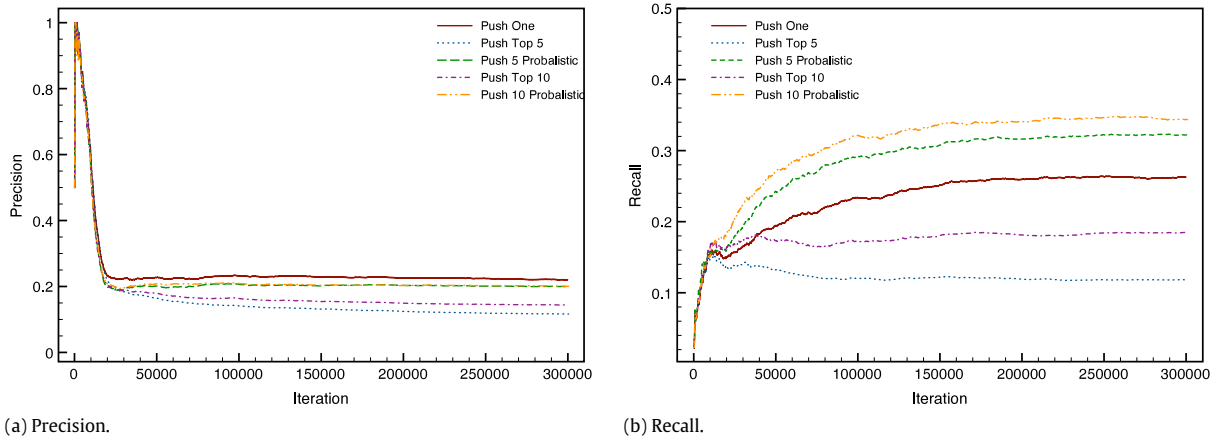 1
0.8
0.6
0.4
0.2
0
Precision
Push One
Push Top 5
Push 5 Probalistic
Push Top 10
Push 10 Probalistic
0 50000 100000 150000 200000 250000 300000
Iteration
(a) Precision.
0.5
0.4
0.3
0.2
0.1
Recall
Push One
Push Top 5
Push 5 Probalistic
Push Top 10
Push 10 Probalistic
0 50000 100000 150000 200000 250000 300000
Iteration
(b) Recall.